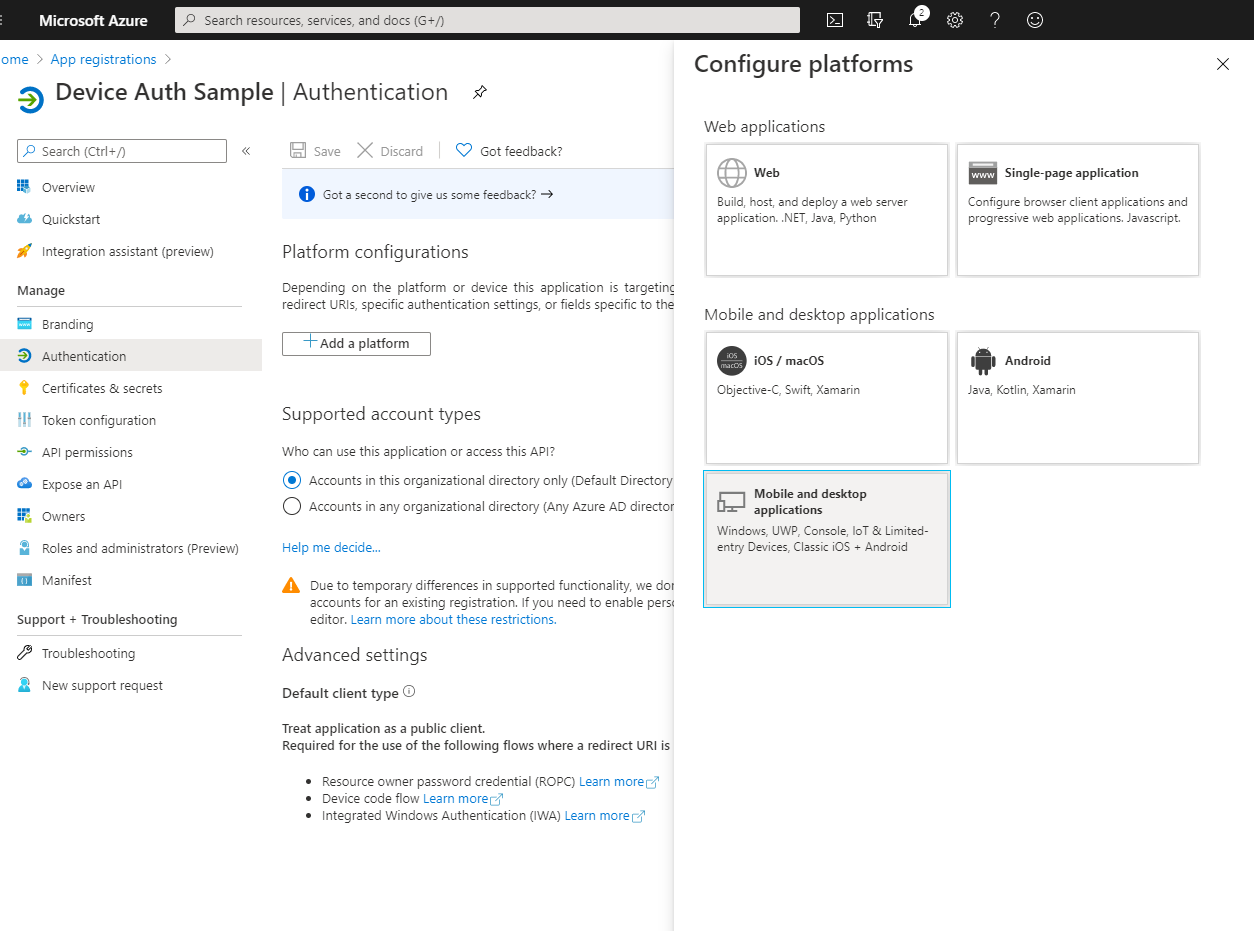 Microsoft Azure
Search resources, services, and docs (G+/)
2
ome > App registrations >
Device Auth Sample | Authentication
Search (Ctrl+/)
«
Overview
Quickstart
Integration assistant (preview)
Manage
Branding
Authentication
Certificates & secrets
Token configuration
API permissions
Expose an API
Owners
Roles and administrators (Preview)
Manifest
Support + Troubleshooting
Troubleshooting
New support request
Save
Discard
Got feedback?
Got a second to give us some feedback? →
Platform configurations
Depending on the platform or device this application is targeting
redirect URIs, specific authentication settings, or fields specific to the
+ Add a platform
Supported account types
Who can use this application or access this API?
Accounts in this organizational directory only (Default Directory
Accounts in any organizational directory (Any Azure AD director
Help me decide...
Due to temporary differences in supported functionality, we don
accounts for an existing registration. If you need to enable pers
editor. Learn more about these restrictions.
Advanced settings
Default client type
Treat application as a public client.
Required for the use of the following flows where a redirect URI is
• Resource owner password credential (ROPC) Learn more
• Device code flow Learn more
• Integrated Windows Authentication (IWA) Learn more
Configure platforms
Web applications
www
Web
Build, host, and deploy a web server
application. .NET, Java, Python
www
Single-page application
Configure browser client applications and
progressive web applications. Javascript.
Mobile and desktop applications
iOS
macOS
iOS / macOS
Objective-C, Swift, Xamarin
Android
Java, Kotlin, Xamarin
Mobile and desktop
applications
Windows, UWP, Console, IoT & Limited-
entry Devices, Classic iOS + Android